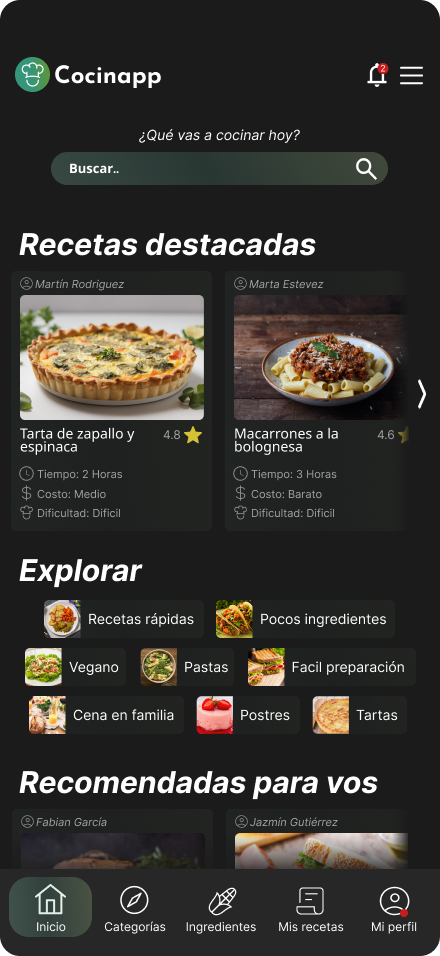 Cocinapp
2
¿Qué vas a cocinar hoy?
Buscar..
Recetas destacadas
Martín Rodriguez
Marta Estevez
Tarta de zapallo y
espinaca
4.8
Macarrones a la
bolognesa
4.6
Tiempo: 2 Horas
Costo: Medio
Dificultad: Dificil
Tiempo: 3 Horas
Costo: Barato
Dificultad: Dificil
Explorar
Recetas rápidas
Pocos ingredientes
Vegano
Pastas
Facil preparación
Cena en familia
Postres
Tartas
Recomendadas para vos
Fabian García
Jazmín Gutiérrez
Inicio
Categorías
Ingredientes
Mis recetas
Mi perfil